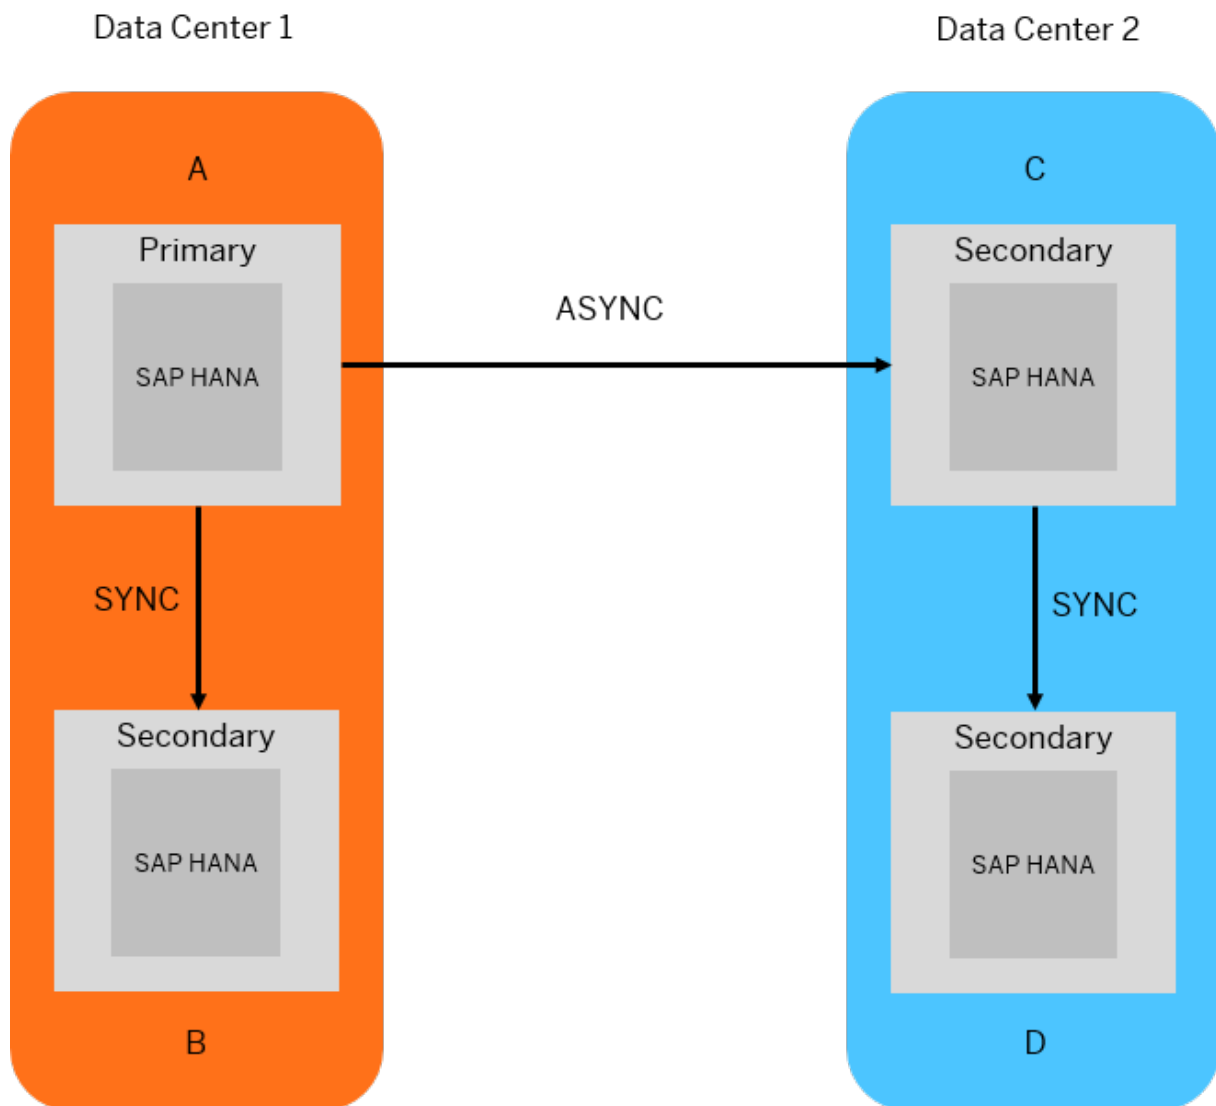 Data Center 1
Data Center 2
A
Primary
SAP HANA
SYNC
Secondary
SAP HANA
B
ASYNC
C
Secondary
SAP HANA
SYNC
Secondary
SAP HANA
D